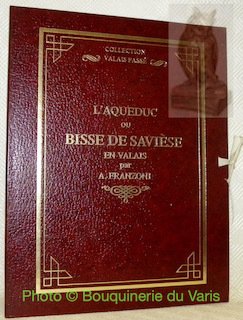 COLLECTION
VALAIS PASSÉ
L'AQUEDUC
OU
BISSE DE SAVIÈSE
EN VALAIS
par
A. FRANZONI
Photo © Bouquinerie du Varis